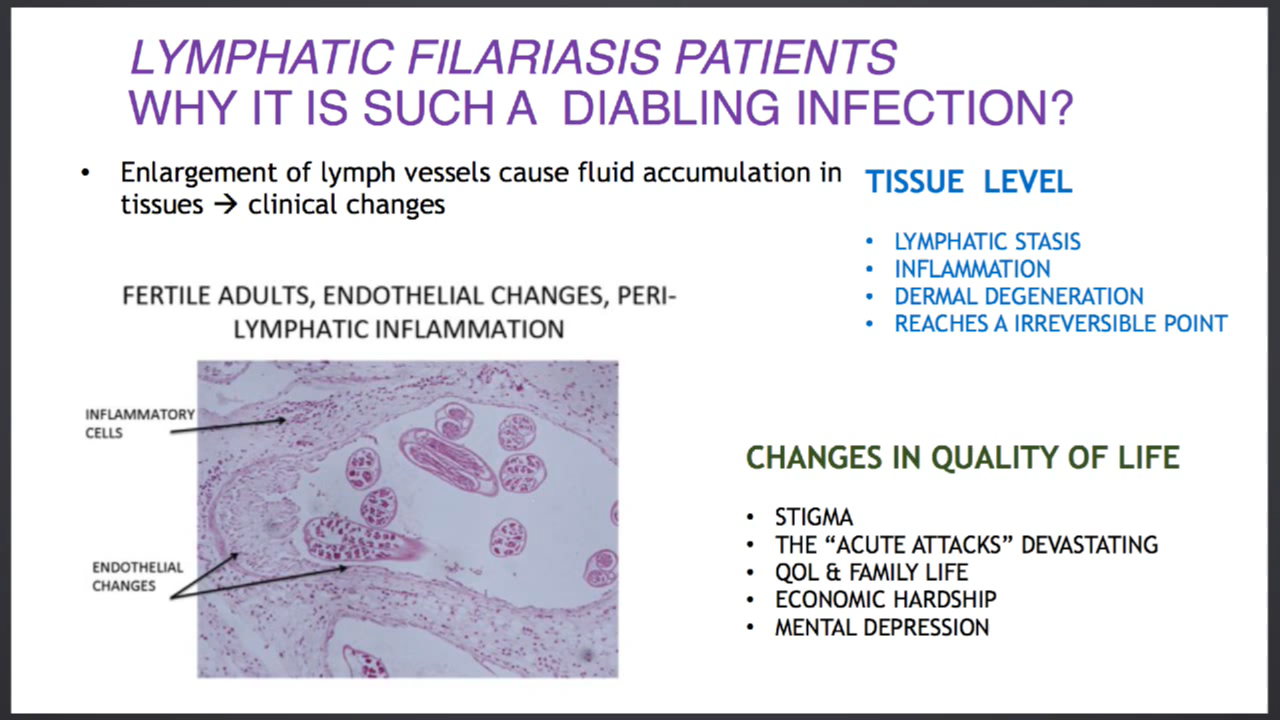 LYMPHATIC FILARIASIS PATIENTS
WHY IT IS SUCH A DIABLING INFECTION?
• Enlargement of lymph vessels cause fluid accumulation in
tissues → clinical changes
TISSUE LEVEL
• LYMPHATIC STASIS
• INFLAMMATION
• DERMAL DEGENERATION
• REACHES A IRREVERSIBLE POINT
FERTILE ADULTS, ENDOTHELIAL CHANGES, PERI-
LYMPHATIC INFLAMMATION
INFLAMMATORY
CELLS
ENDOTHELIAL
CHANGES
CHANGES IN QUALITY OF LIFE
• STIGMA
• THE “ACUTE ATTACKS” DEVASTATING
• QOL & FAMILY LIFE
• ECONOMIC HARDSHIP
• MENTAL DEPRESSION